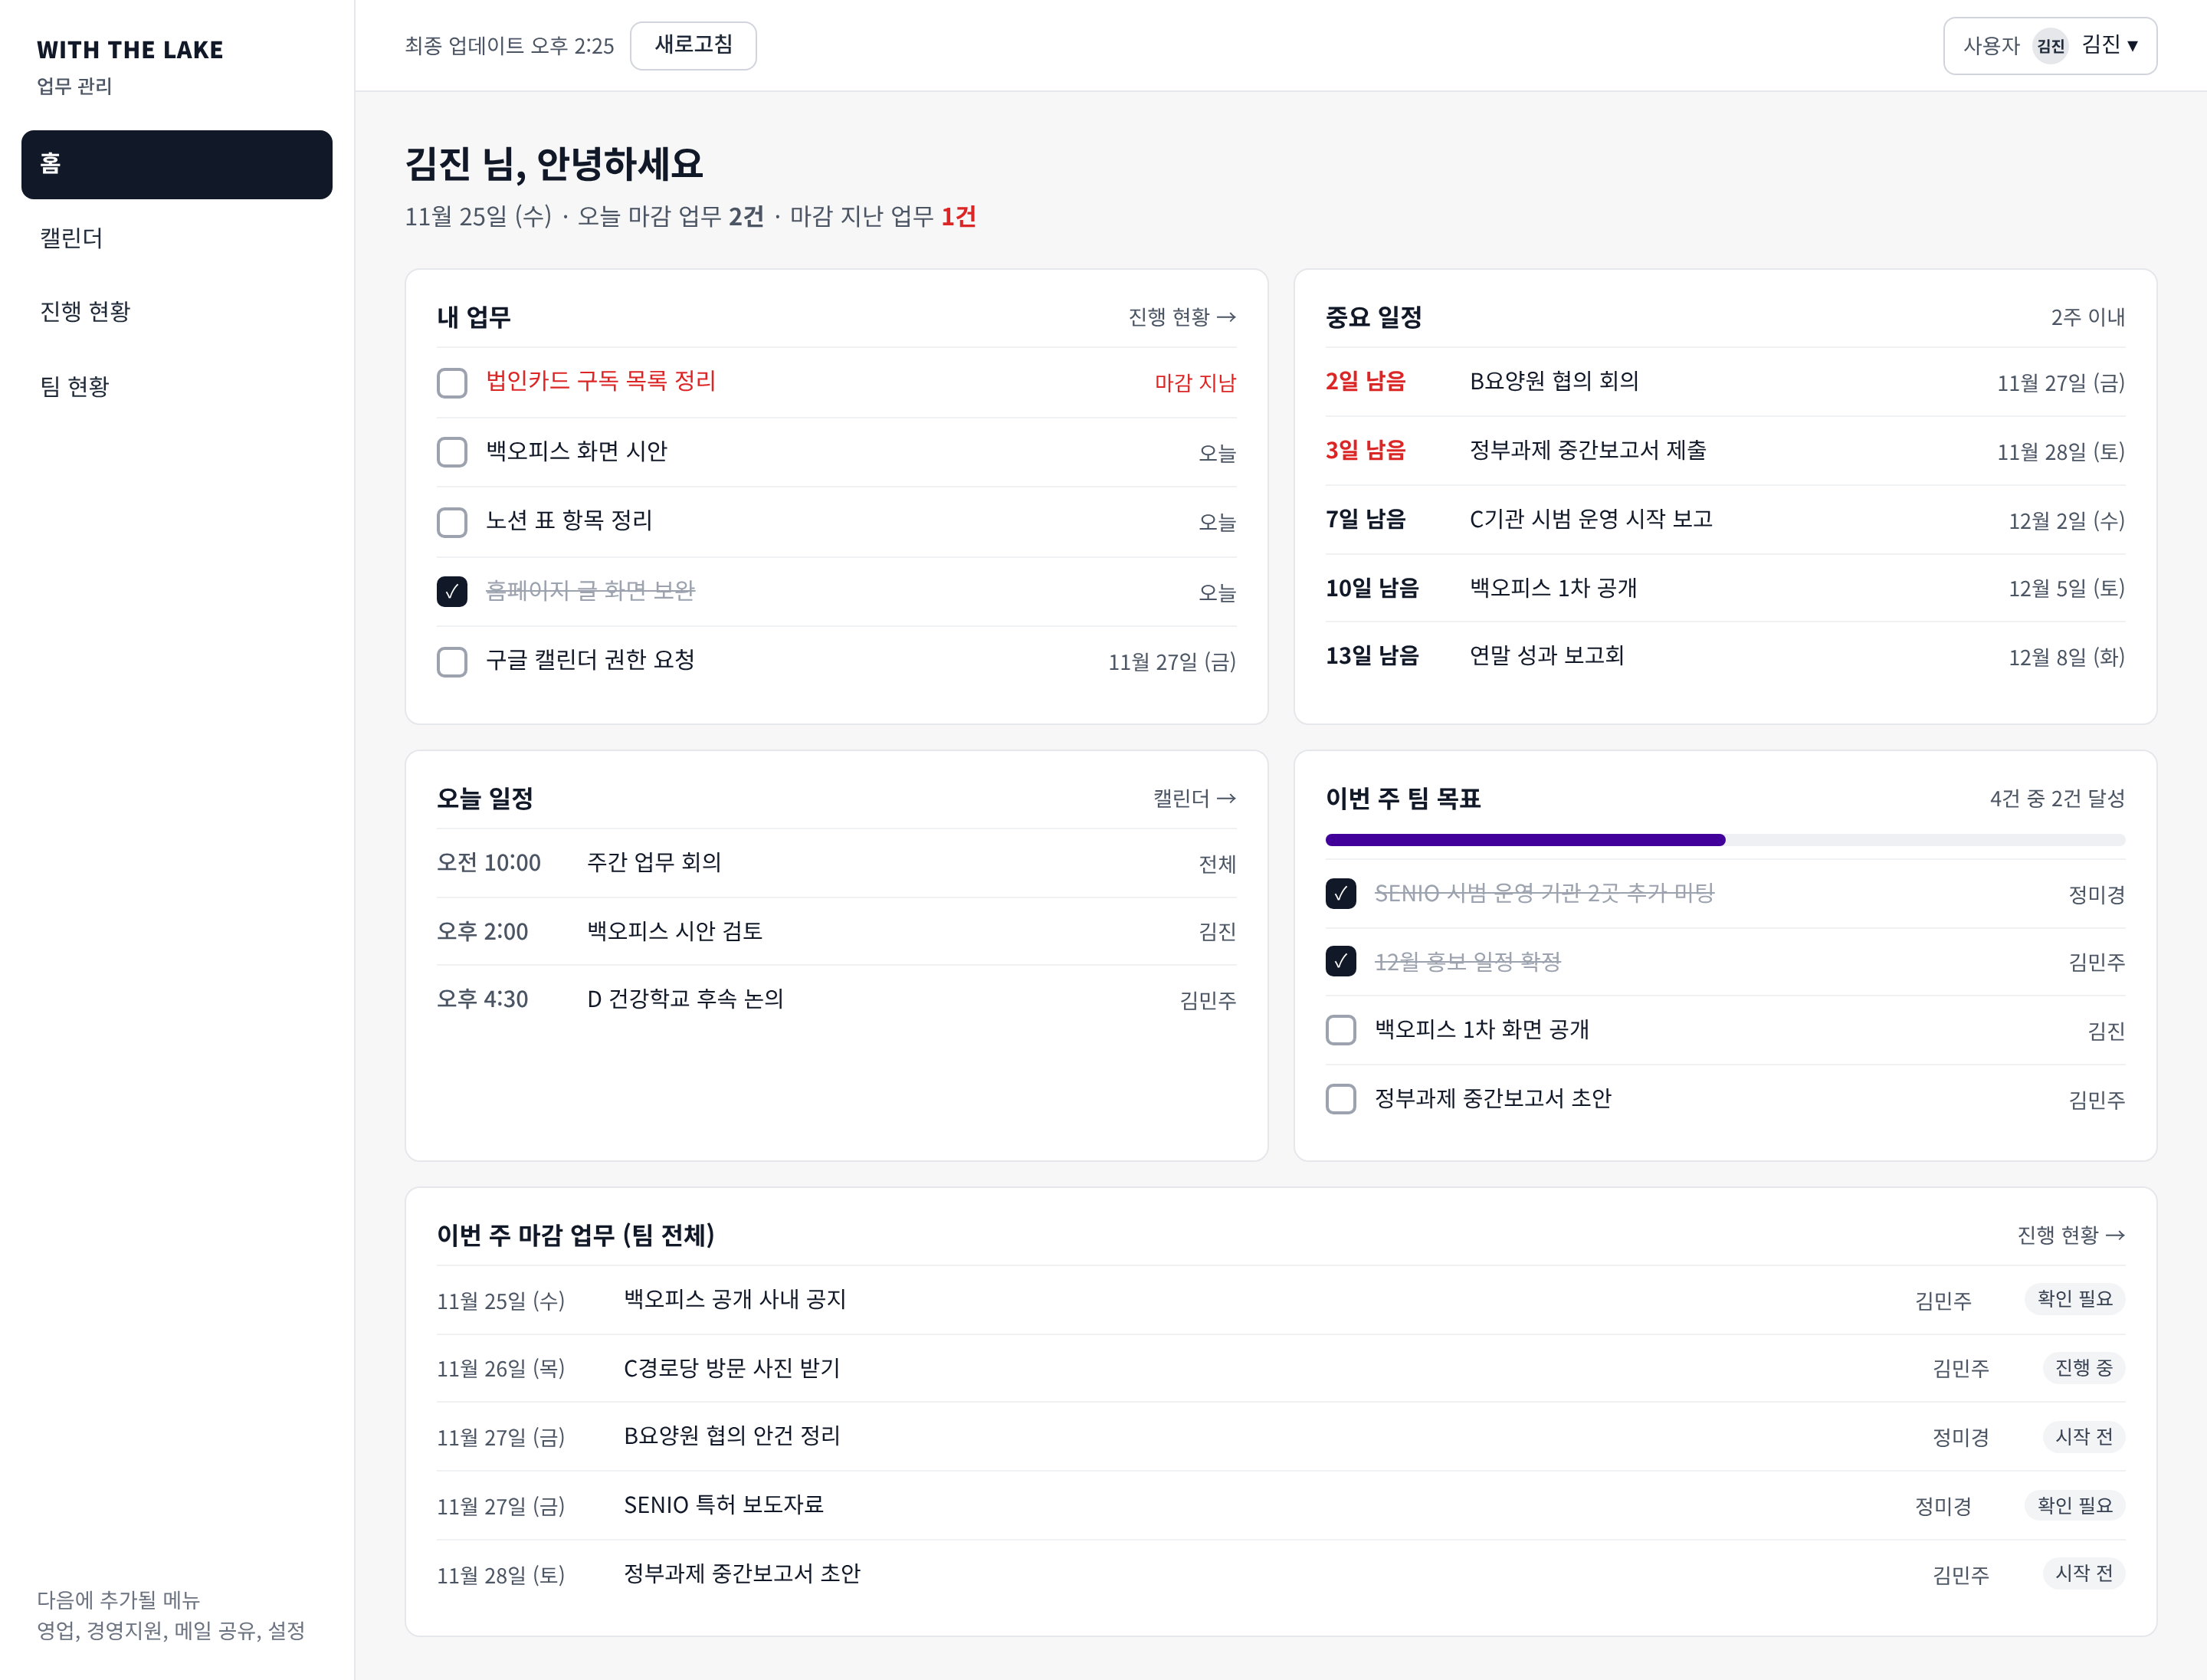 WITH THE LAKE
업무 관리
홈
캘린더
진행 현황
팀 현황
다음에 추가될 메뉴
영업, 경영지원, 메일 공유, 설정
최종 업데이트 오후 2:25 새로고침
사용자 김진 김진 ▾
김진 님, 안녕하세요
11월 25일 (수) · 오늘 마감 업무 2건 · 마감 지난 업무 1건
내 업무 진행 현황 →
법인카드 구독 목록 정리 마감 지남
백오피스 화면 시안 오늘
노션 표 항목 정리 오늘
✓ 홈페이지 글 화면 보완 오늘
구글 캘린더 권한 요청 11월 27일 (금)
중요 일정 2주 이내
2일 남음 B요양원 협의 회의 11월 27일 (금)
3일 남음 정부과제 중간보고서 제출 11월 28일 (토)
7일 남음 C기관 시범 운영 시작 보고 12월 2일 (수)
10일 남음 백오피스 1차 공개 12월 5일 (토)
13일 남음 연말 성과 보고회 12월 8일 (화)
오늘 일정 캘린더 →
오전 10:00 주간 업무 회의 전체
오후 2:00 백오피스 시안 검토 김진
오후 4:30 D 건강학교 후속 논의 김민주
이번 주 팀 목표 4건 중 2건 달성
✓ SENIO 시범 운영 기관 2곳 추가 미팅 정미경
✓ 12월 홍보 일정 확정 김민주
백오피스 1차 화면 공개 김진
정부과제 중간보고서 초안 김민주
이번 주 마감 업무 (팀 전체) 진행 현황 →
11월 25일 (수) 백오피스 공개 사내 공지 김민주 확인 필요
11월 26일 (목) C경로당 방문 사진 받기 김민주 진행 중
11월 27일 (금) B요양원 협의 안건 정리 정미경 시작 전
11월 27일 (금) SENIO 특허 보도자료 정미경 확인 필요
11월 28일 (토) 정부과제 중간보고서 초안 김민주 시작 전